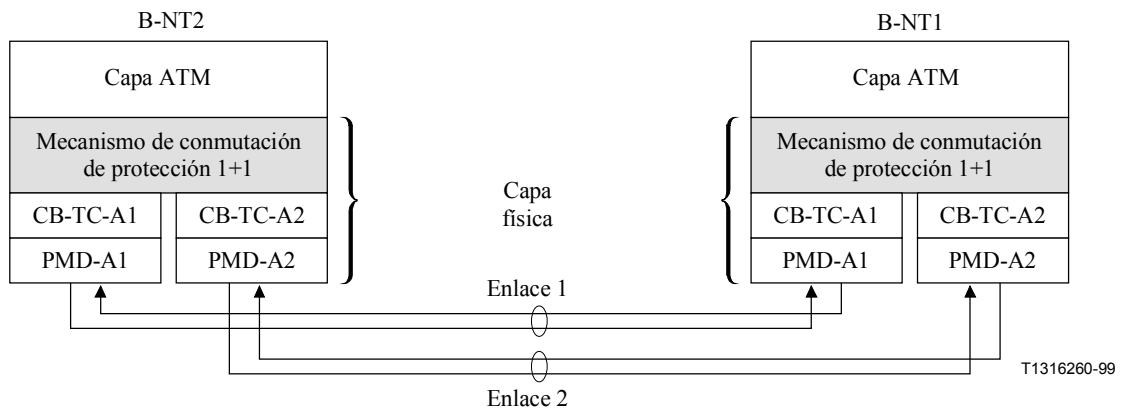 B-NT2
B-NT1
Capa ATM
Capa ATM
Mecanismo de conmutación
de protección 1+1
Mecanismo de conmutación
de protección 1+1
Capa
física
CB-TC-A1
CB-TC-A2
CB-TC-A1
CB-TC-A2
PMD-A1
PMD-A2
PMD-A1
PMD-A2
Enlace 1
Enlace 2
T1316260-99